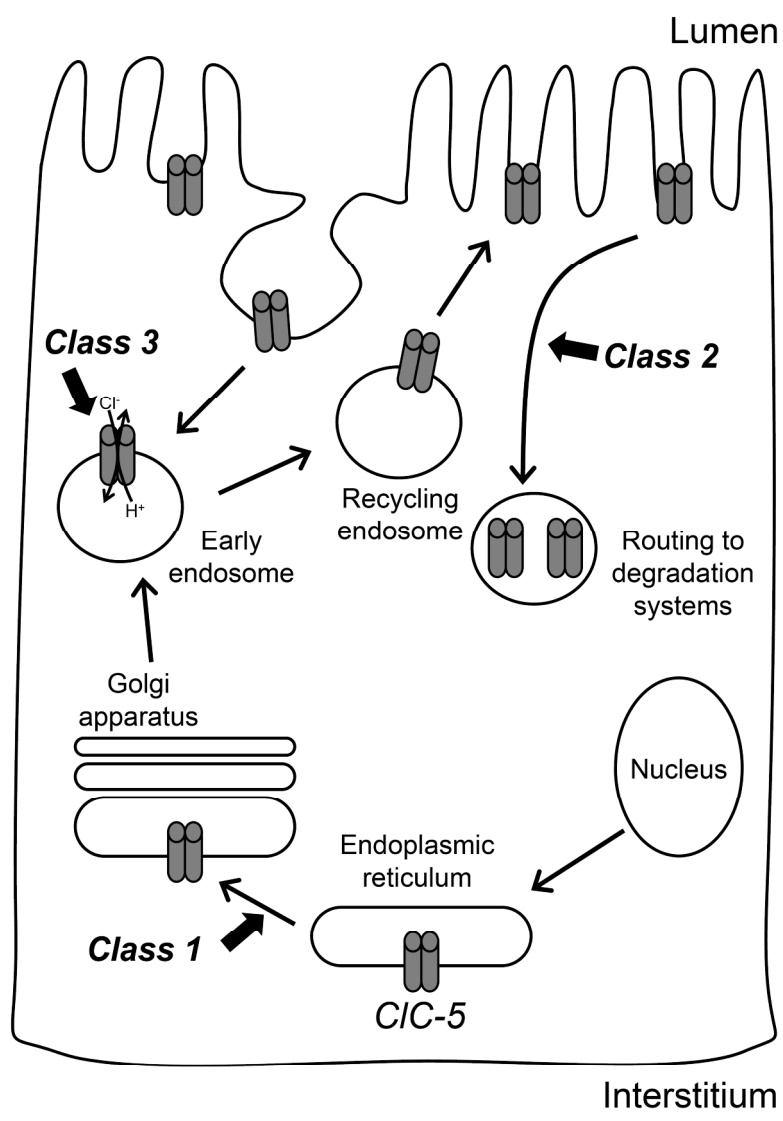 Lumen
Class 3
Class 2
Cl-
H+
Recycling
endosome
Early
endosome
Routing to
degradation
systems
Golgi
apparatus
Nucleus
Endoplasmic
reticulum
Class 1
ClC-5
Interstitium